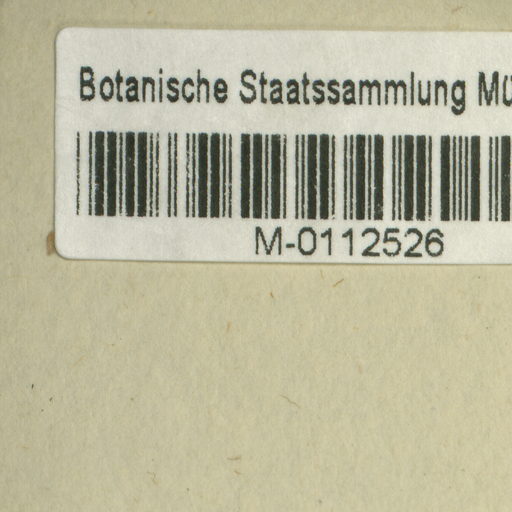 Botanische Staatssammlung Mü
M-0112526